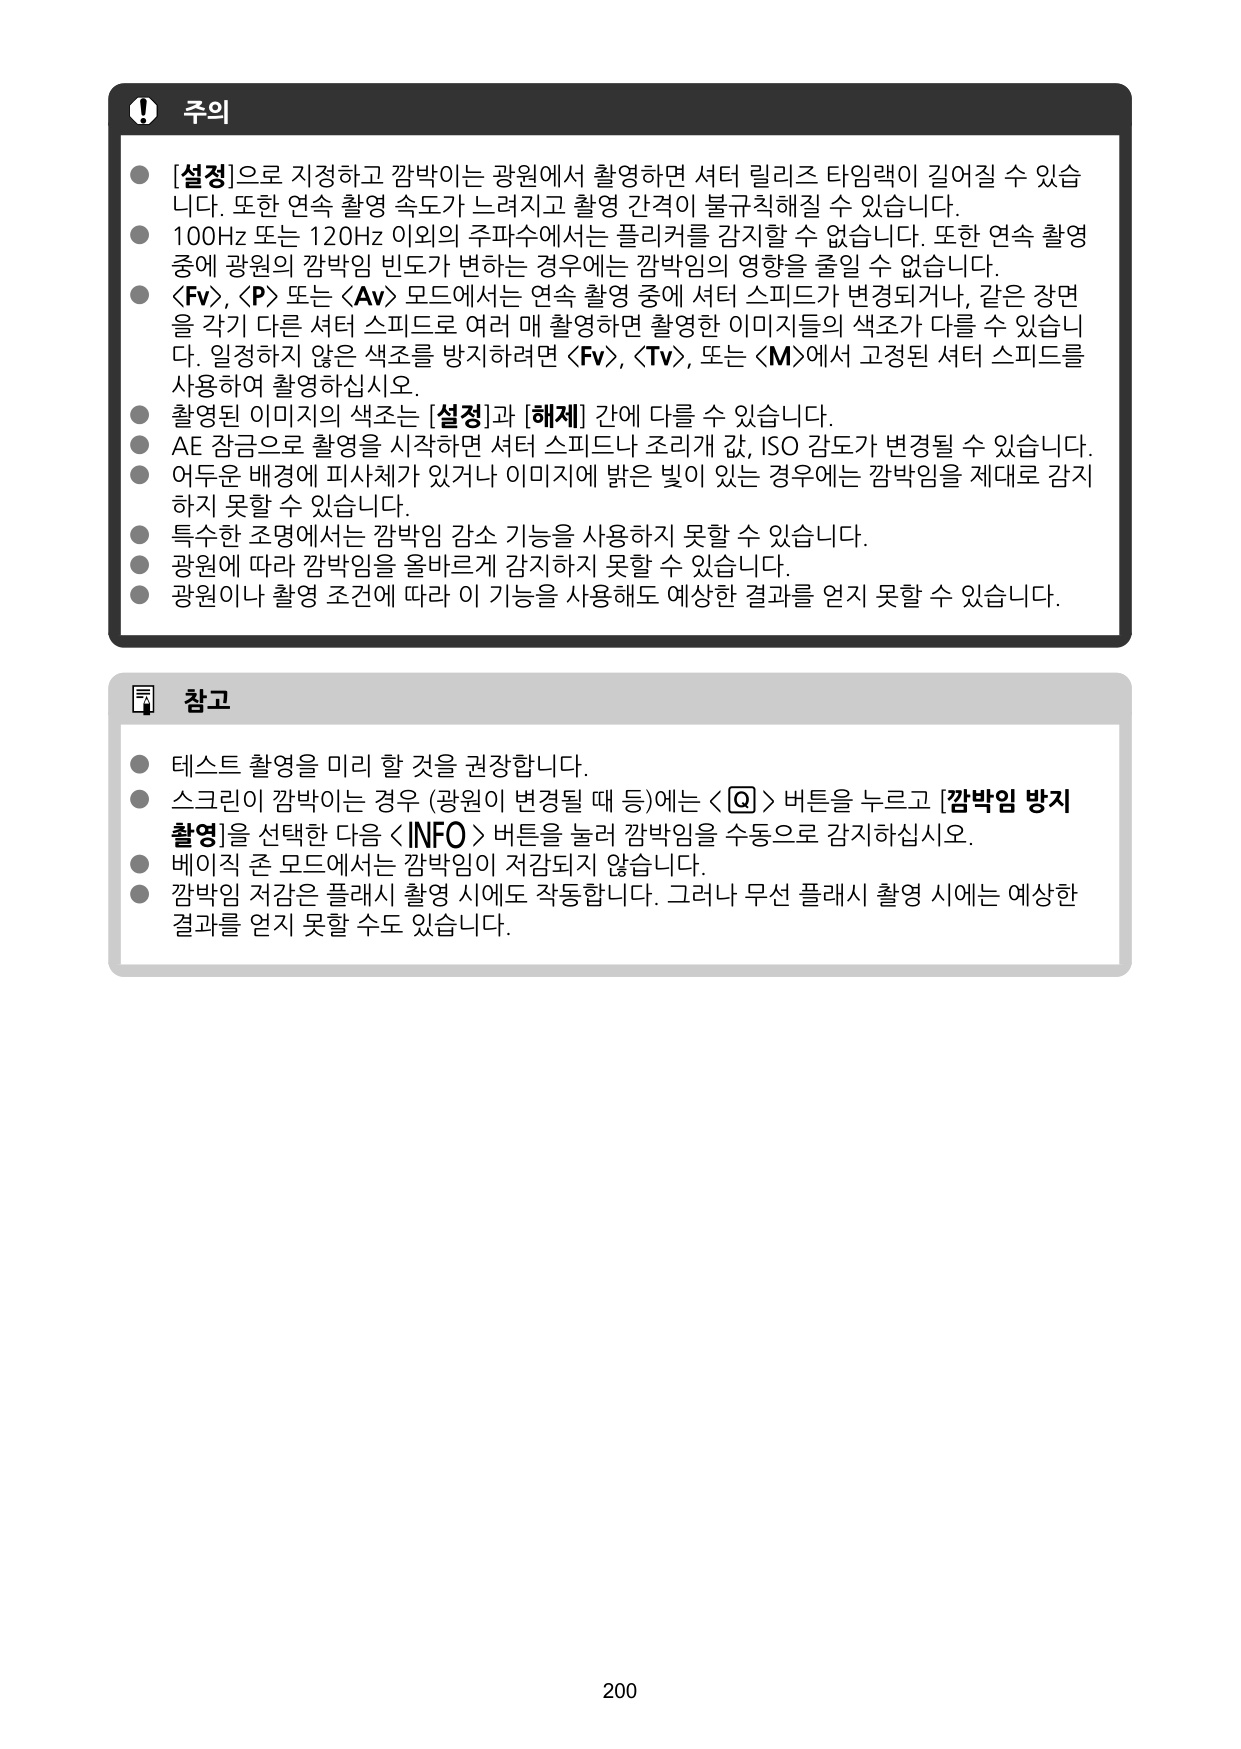 주의
● [설정]으로 지정하고 깜박이는 광원에서 촬영하면 셔터 릴리즈 타임랙이 길어질 수 있습
니다. 또한 연속 촬영 속도가 느려지고 촬영 간격이 불규칙해질 수 있습니다.
● 100Hz 또는 120Hz 이외의 주파수에서는 플리커를 감지할 수 없습니다. 또한 연속 촬영
중에 광원의 깜박임 빈도가 변하는 경우에는 깜박임의 영향을 줄일 수 없습니다.
● <Fv>, <P> 또는 <Av> 모드에서는 연속 촬영 중에 셔터 스피드가 변경되거나, 같은 장면
을 각기 다른 셔터 스피드로 여러 매 촬영하면 촬영한 이미지들의 색조가 다를 수 있습니
다. 일정하지 않은 색조를 방지하려면 <Fv>, <Tv>, 또는 <M>에서 고정된 셔터 스피드를
사용하여 촬영하십시오.
● 촬영된 이미지의 색조는 [설정]과 [해제] 간에 다를 수 있습니다.
● AE 잠금으로 촬영을 시작하면 셔터 스피드나 조리개 값, ISO 감도가 변경될 수 있습니다.
● 어두운 배경에 피사체가 있거나 이미지에 밝은 빛이 있는 경우에는 깜박임을 제대로 감지
하지 못할 수 있습니다.
● 특수한 조명에서는 깜박임 감소 기능을 사용하지 못할 수 있습니다.
● 광원에 따라 깜박임을 올바르게 감지하지 못할 수 있습니다.
● 광원이나 촬영 조건에 따라 이 기능을 사용해도 예상한 결과를 얻지 못할 수 있습니다.
참고
● 테스트 촬영을 미리 할 것을 권장합니다.
● 스크린이 깜박이는 경우 (광원이 변경될 때 등)에는 < Q > 버튼을 누르고 [깜박임 방지
촬영]을 선택한 다음 < INFO > 버튼을 눌러 깜박임을 수동으로 감지하십시오.
● 베이직 존 모드에서는 깜박임이 저감되지 않습니다.
● 깜박임 저감은 플래시 촬영 시에도 작동합니다. 그러나 무선 플래시 촬영 시에는 예상한
결과를 얻지 못할 수도 있습니다.
200